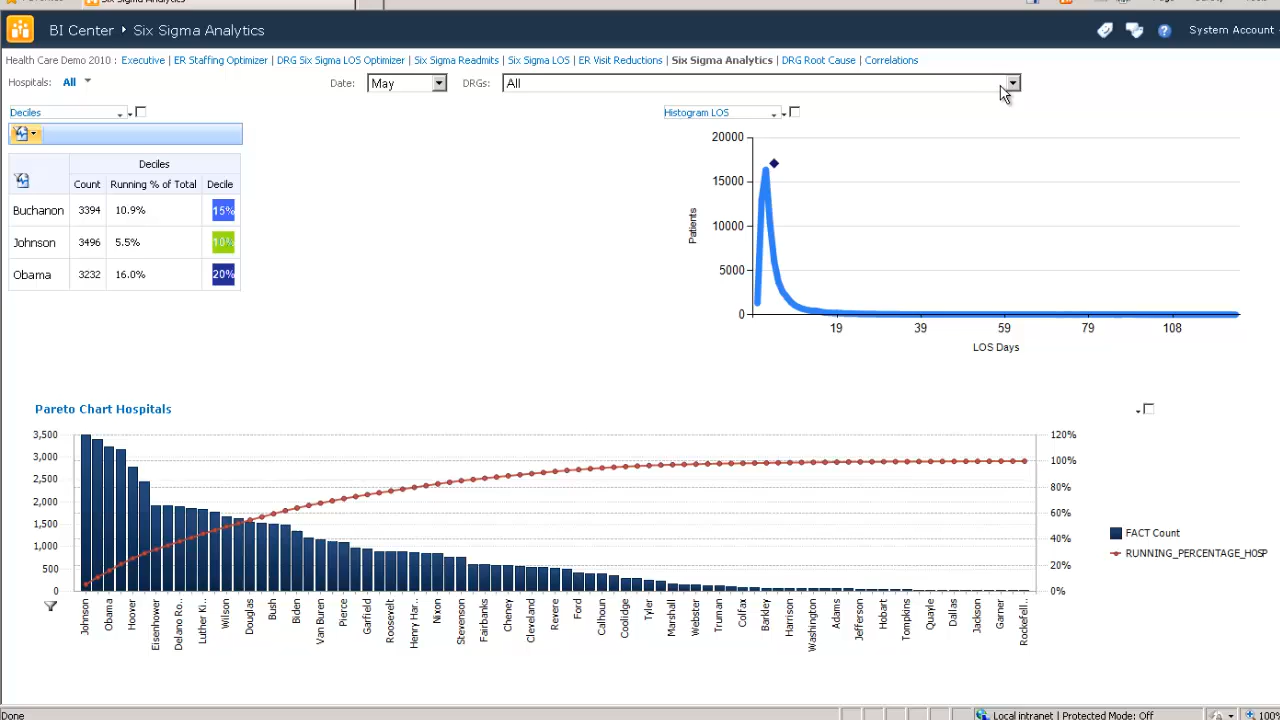 BI Center ▸ Six Sigma Analytics
System Account
Health Care Demo 2010 : Executive | ER Staffing Optimizer | DRG Six Sigma LOS Optimizer | Six Sigma Readmits | Six Sigma LOS | ER Visit Reductions | Six Sigma Analytics | DRG Root Cause | Correlations
Hospitals: All
Date: May
DRGs: All
Deciles
Deciles
Count Running % of Total Decile
Buchanon 3394 10.9% 15%
Johnson 3496 5.5% 10%
Obama 3232 16.0% 20%
Histogram LOS
20000
15000
10000
5000
0
Patients
19 39 59 79 108
LOS Days
Pareto Chart Hospitals
3,500
3,000
2,500
2,000
1,500
1,000
500
0
120%
100%
80%
60%
40%
20%
0%
FACT Count
RUNNING_PERCENTAGE_HOSP
Johnson
Obama
Hoover
Eisenhower
Delano Ro..
Luther Ki..
Wilson
Douglas
Bush
Biden
Van Buren
Pierce
Garfield
Roosevelt
Henry Har..
Nixon
Stevenson
Fairbanks
Cheney
Cleveland
Revere
Ford
Calhoun
Coolidge
Tyler
Marshall
Webster
Truman
Colfax
Barkley
Harrison
Washington
Adams
Jefferson
Hobart
Tompkins
Quayle
Dallas
Jackson
Garner
Rockefell..
Done
Local intranet | Protected Mode: Off
100%